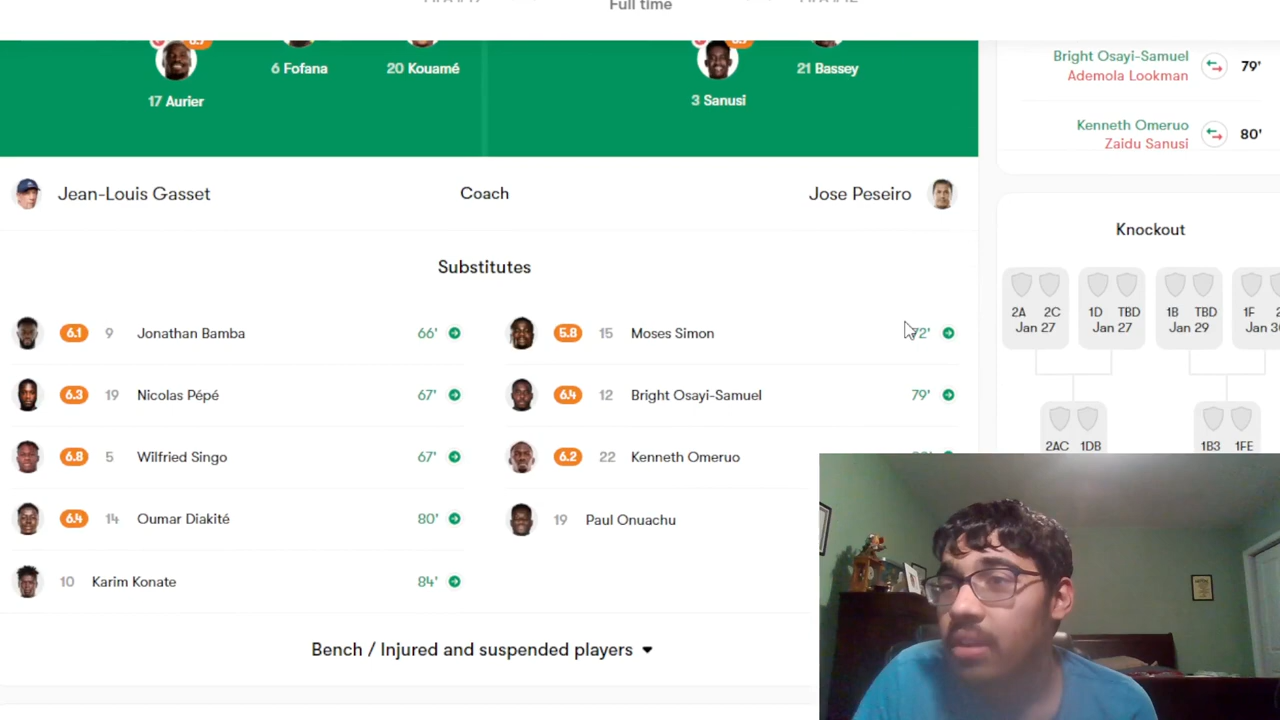 Full time
17 Aurier
6 Fofana
20 Kouamé
3 Sanusi
21 Bassey
Bright Osayi-Samuel 79'
Ademola Lookman
Kenneth Omeruo 80'
Zaidu Sanusi
Jean-Louis Gasset Coach Jose Peseiro
Substitutes
6.1 9 Jonathan Bamba 66'
6.3 19 Nicolas Pépé 67'
6.8 5 Wilfried Singo 67'
6.4 14 Oumar Diakité 80'
10 Karim Konate 84'
5.8 15 Moses Simon 72'
6.4 12 Bright Osayi-Samuel 79'
6.2 22 Kenneth Omeruo
19 Paul Onuachu
Bench / Injured and suspended players
Knockout
2A 2C 1D TBD 1B TBD 1F
Jan 27 Jan 27 Jan 29
2AC 1DB 1B3 1FE